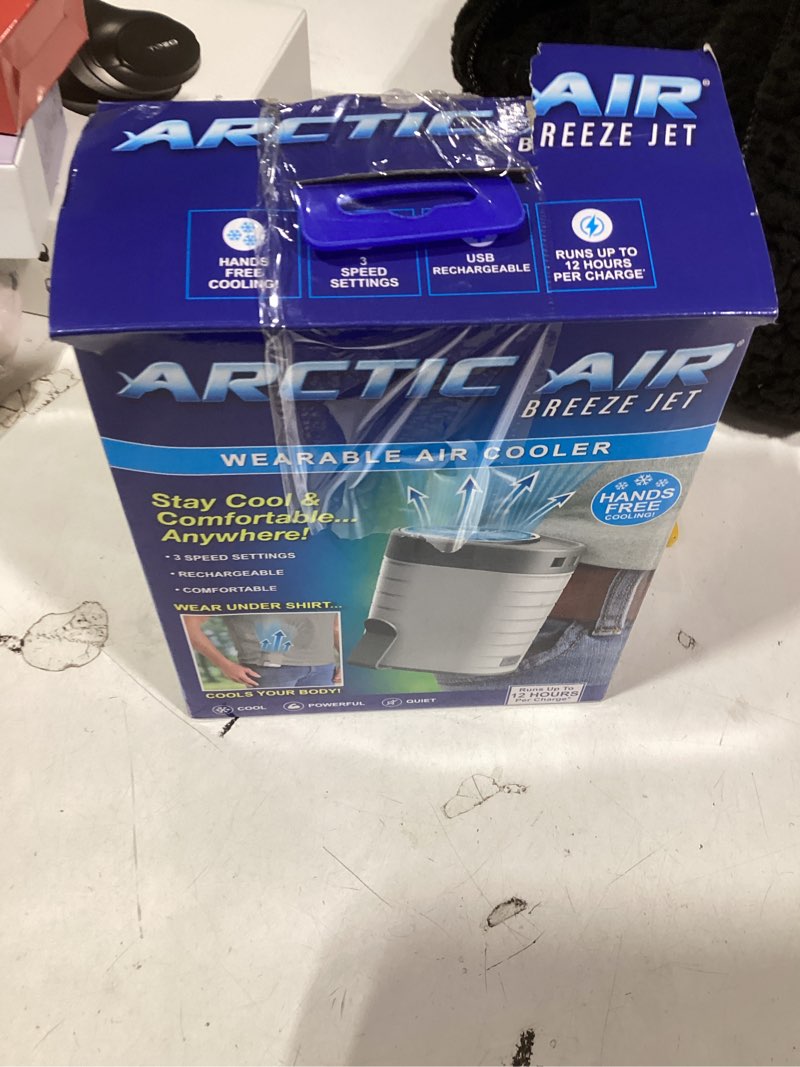 TOZO
ARCTIC AIR®
BREEZE JET
HANDS
FREE
COOLING!
3
SPEED
SETTINGS
USB
RECHARGEABLE
RUNS UP TO
12 HOURS
PER CHARGE*
ARCTIC AIR®
BREEZE JET
WEARABLE AIR COOLER
Stay Cool &
Comfortable...
Anywhere!
• 3 SPEED SETTINGS
• RECHARGEABLE
• COMFORTABLE
WEAR UNDER SHIRT...
COOLS YOUR BODY!
COOL
POWERFUL
QUIET
HANDS
FREE
COOLING!
Runs Up To
12 HOURS
Per Charge*